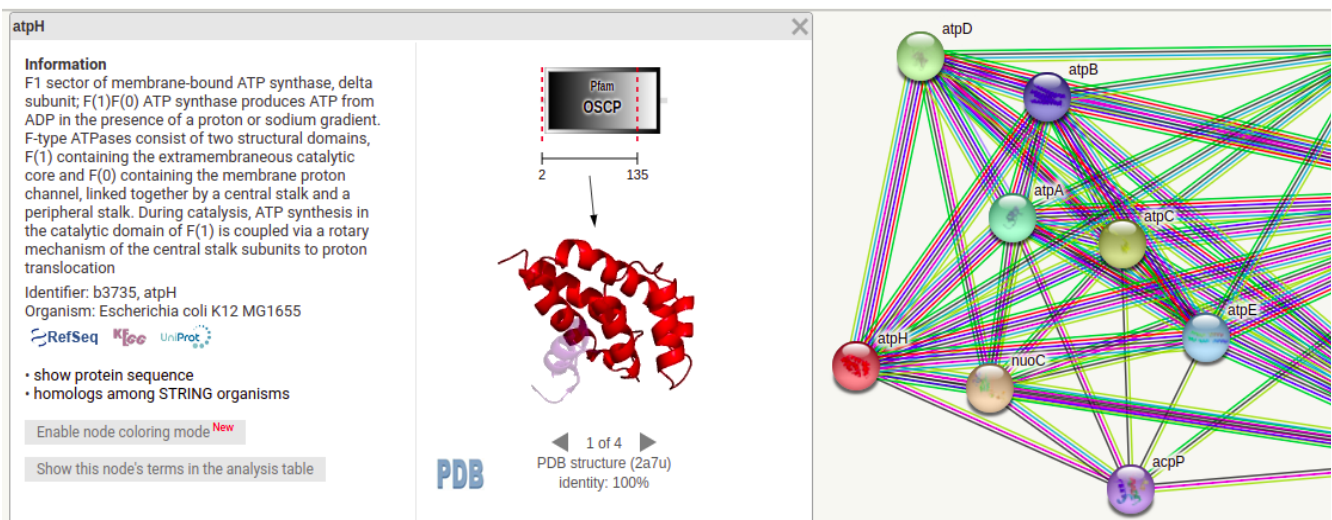 atpH
Information
F1 sector of membrane-bound ATP synthase, delta
subunit; F(1)F(0) ATP synthase produces ATP from
ADP in the presence of a proton or sodium gradient.
F-type ATPases consist of two structural domains,
F(1) containing the extramembraneous catalytic
core and F(0) containing the membrane proton
channel, linked together by a central stalk and a
peripheral stalk. During catalysis, ATP synthesis in
the catalytic domain of F(1) is coupled via a rotary
mechanism of the central stalk subunits to proton
translocation
Identifier: b3735, atpH
Organism: Escherichia coli K12 MG1655
RefSeq KEGG UniProt
• show protein sequence
• homologs among STRING organisms
Enable node coloring mode New
Show this node's terms in the analysis table
Pfam
OSCP
2 135
PDB
1 of 4
PDB structure (2a7u)
identity: 100%
atpD
atpB
atpA
atpC
atpE
atpH
nuoC
acpP